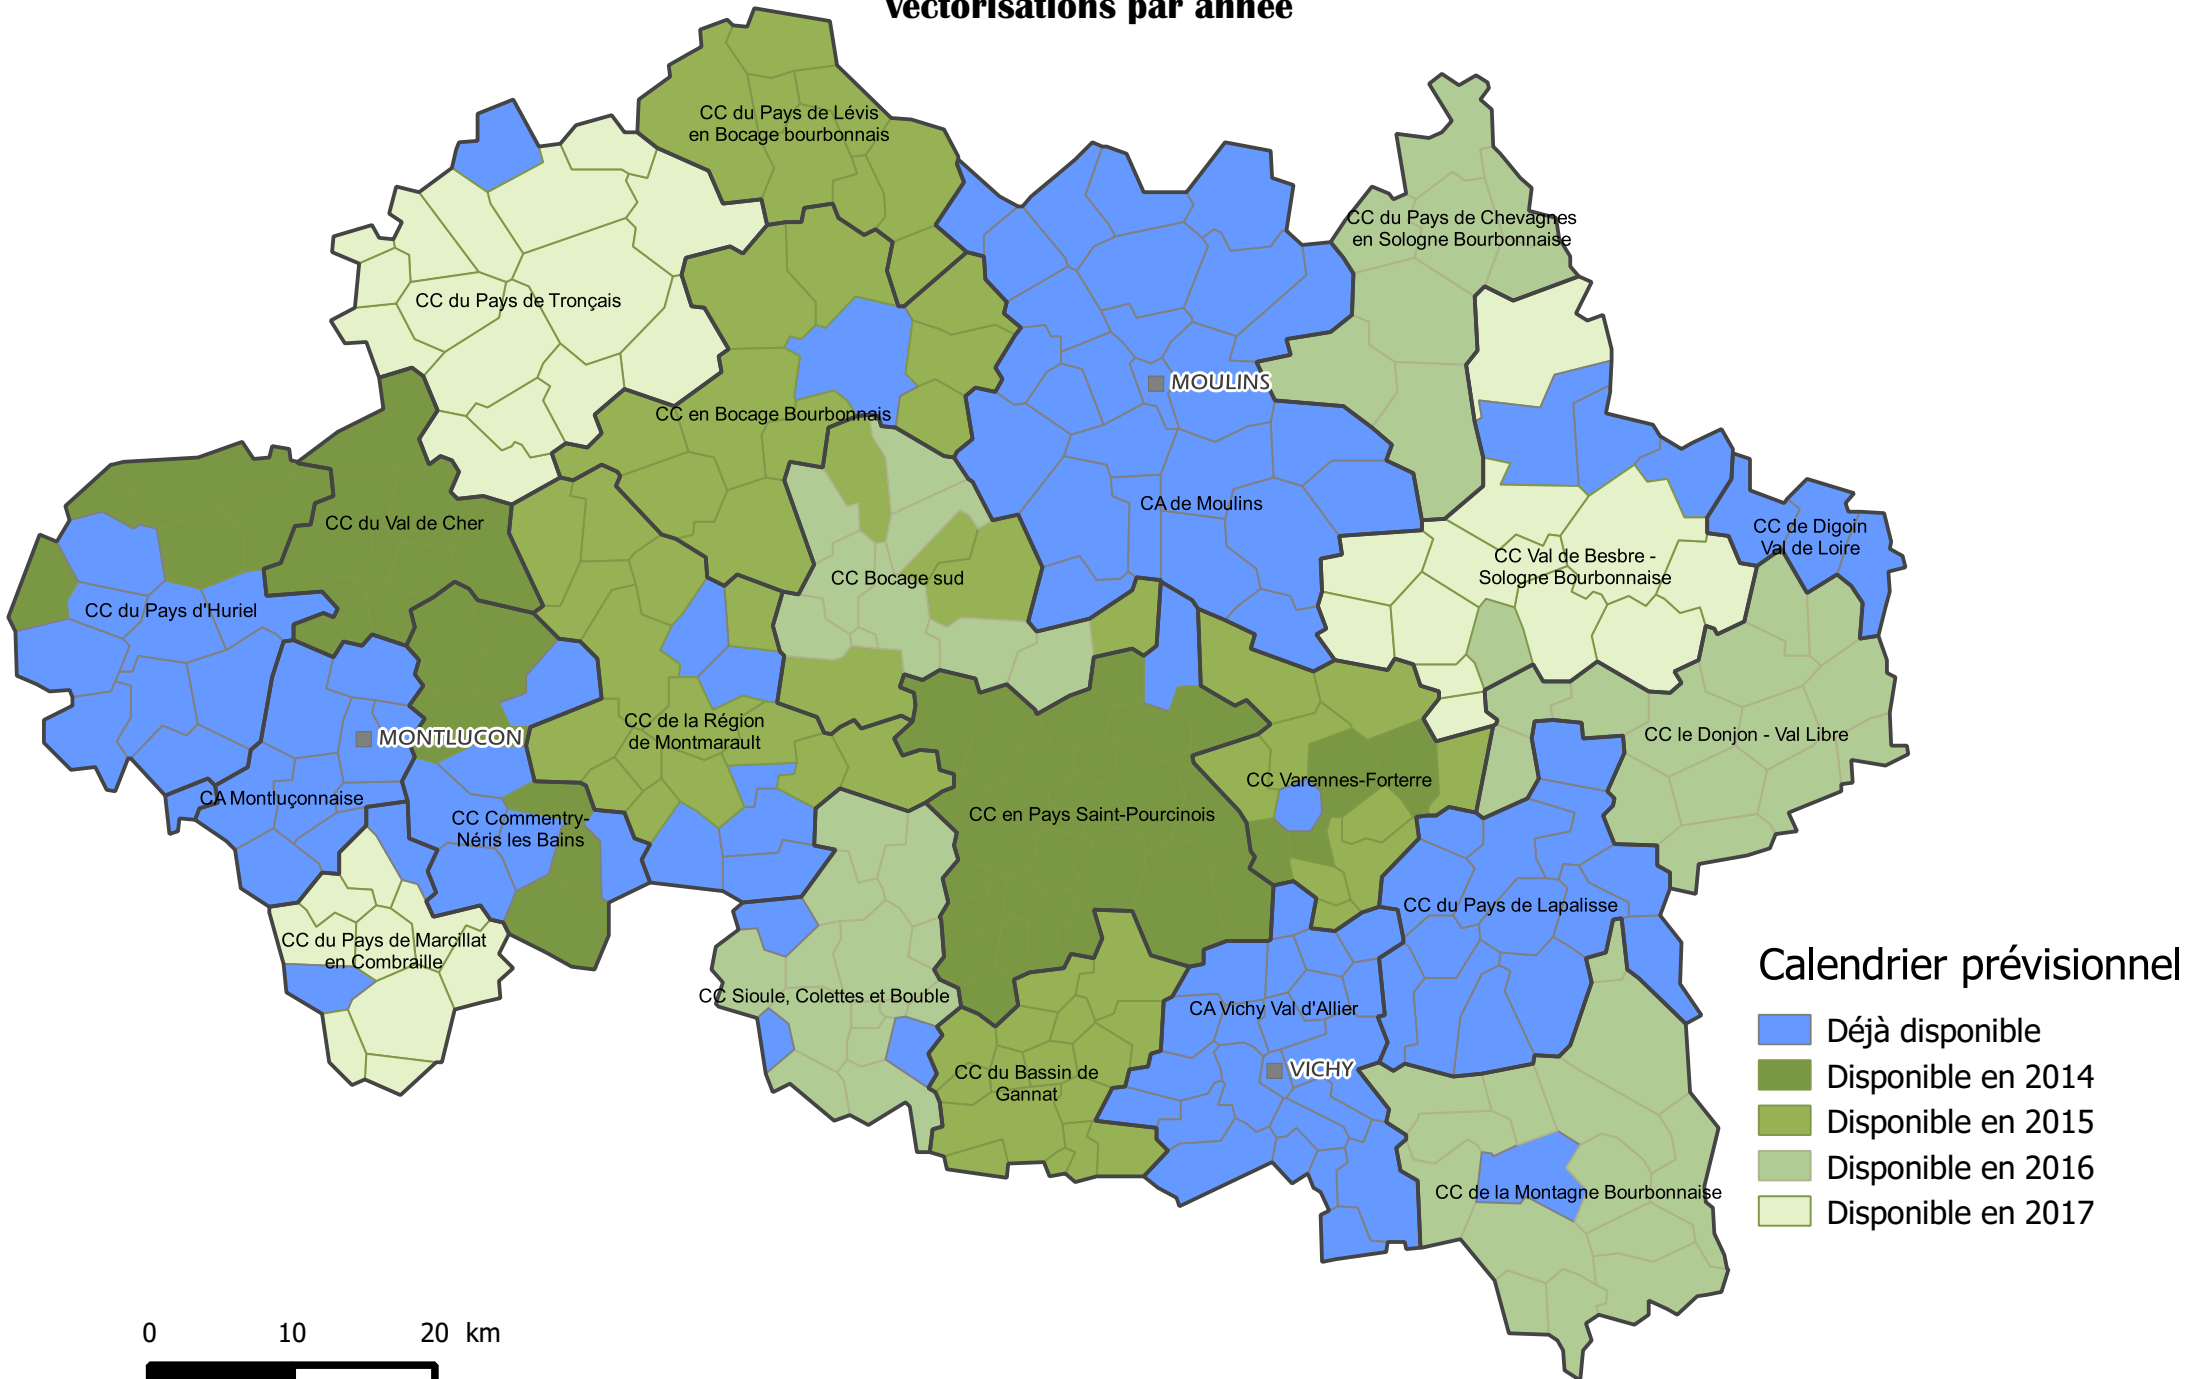 Vectorisations par année
CC du Pays de Lévis
en Bocage bourbonnais
CC du Pays de Chevagnes
en Sologne Bourbonnaise
CC du Pays de Tronçais
MOULINS
CC en Bocage Bourbonnais
CA de Moulins
CC du Val de Cher
CC de Digoin
Val de Loire
CC Val de Besbre -
Sologne Bourbonnaise
CC Bocage sud
CC du Pays d'Huriel
CC de la Région
de Montmarault
MONTLUCON
CC le Donjon - Val Libre
CC Varennes-Forterre
CA Montluçonnaise
CC Commentry-
Néris les Bains
CC en Pays Saint-Pourcinois
CC du Pays de Lapalisse
CC du Pays de Marcillat
en Combraille
CC Sioule, Colettes et Bouble
CA Vichy Val d'Allier
VICHY
CC du Bassin de
Gannat
CC de la Montagne Bourbonnaise
Calendrier prévisionnel
Déjà disponible
Disponible en 2014
Disponible en 2015
Disponible en 2016
Disponible en 2017
0 10 20 km